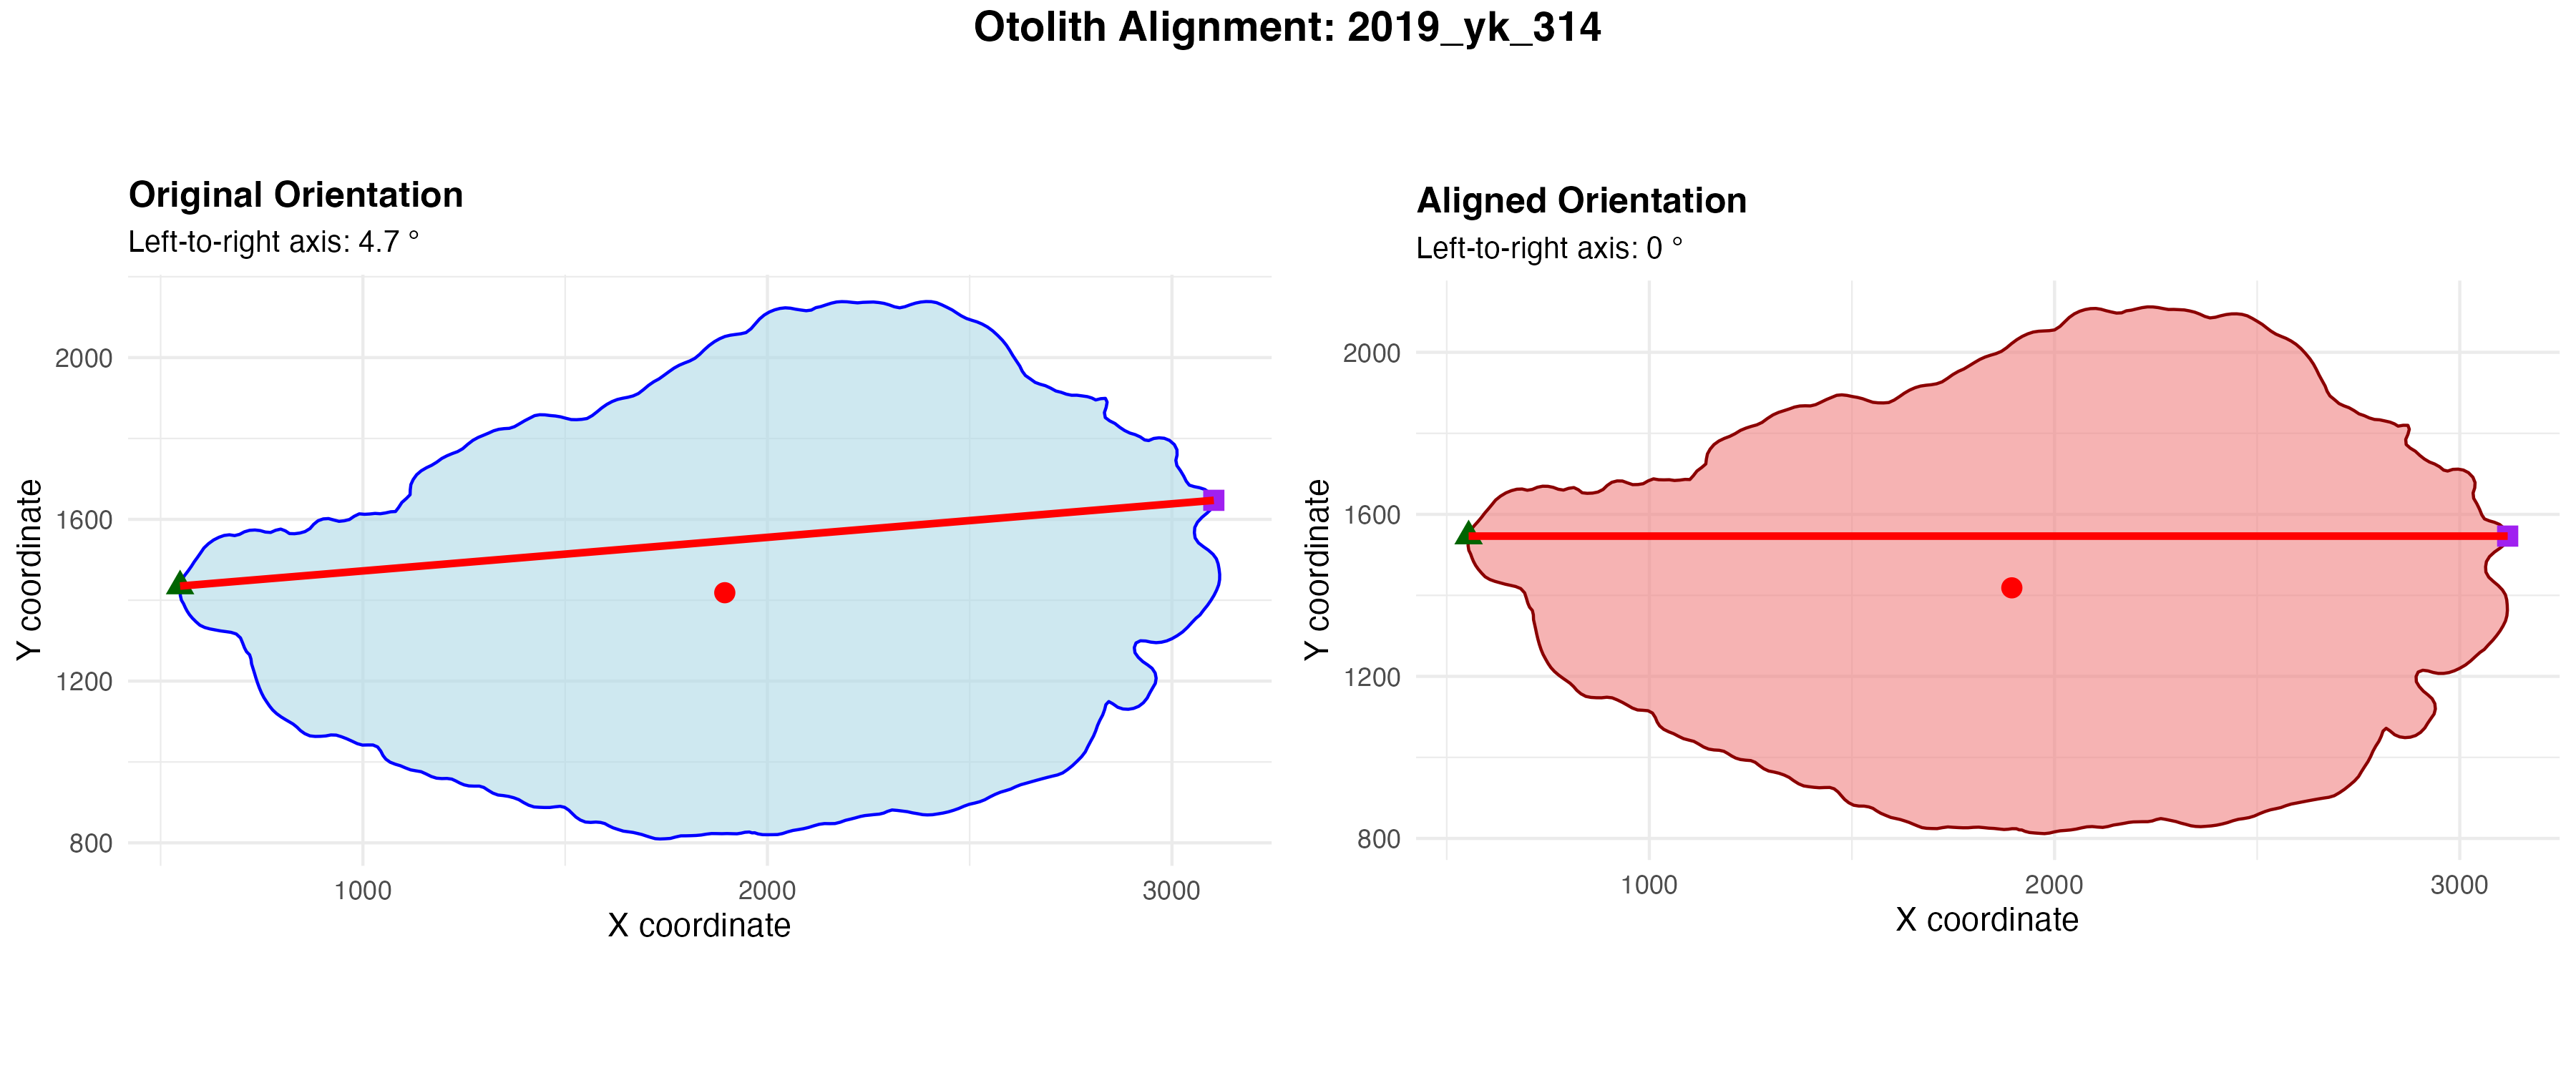 Otolith Alignment: 2019_yk_314
Original Orientation
Left-to-right axis: 4.7 °
Y coordinate
2000
1600
1200
800
1000
2000
3000
X coordinate
Aligned Orientation
Left-to-right axis: 0 °
Y coordinate
2000
1600
1200
800
1000
2000
3000
X coordinate